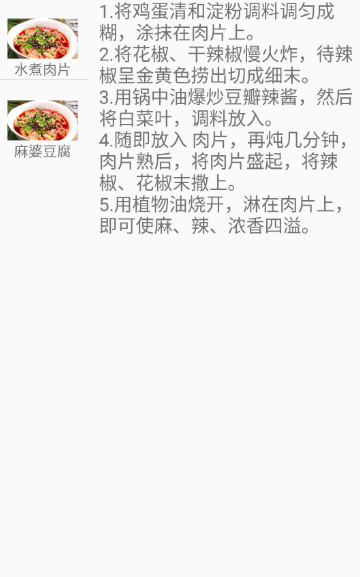 水煮肉片
麻婆豆腐
1.将鸡蛋清和淀粉调料调匀成
糊，涂抹在肉片上。
2.将花椒、干辣椒慢火炸，待辣
椒呈金黄色捞出切成细末。
3.用锅中油爆炒豆瓣辣酱，然后
将白菜叶，调料放入。
4.随即放入 肉片，再炖几分钟，
肉片熟后，将肉片盛起，将辣
椒、花椒末撒上。
5.用植物油烧开，淋在肉片上，
即可使麻、辣、浓香四溢。